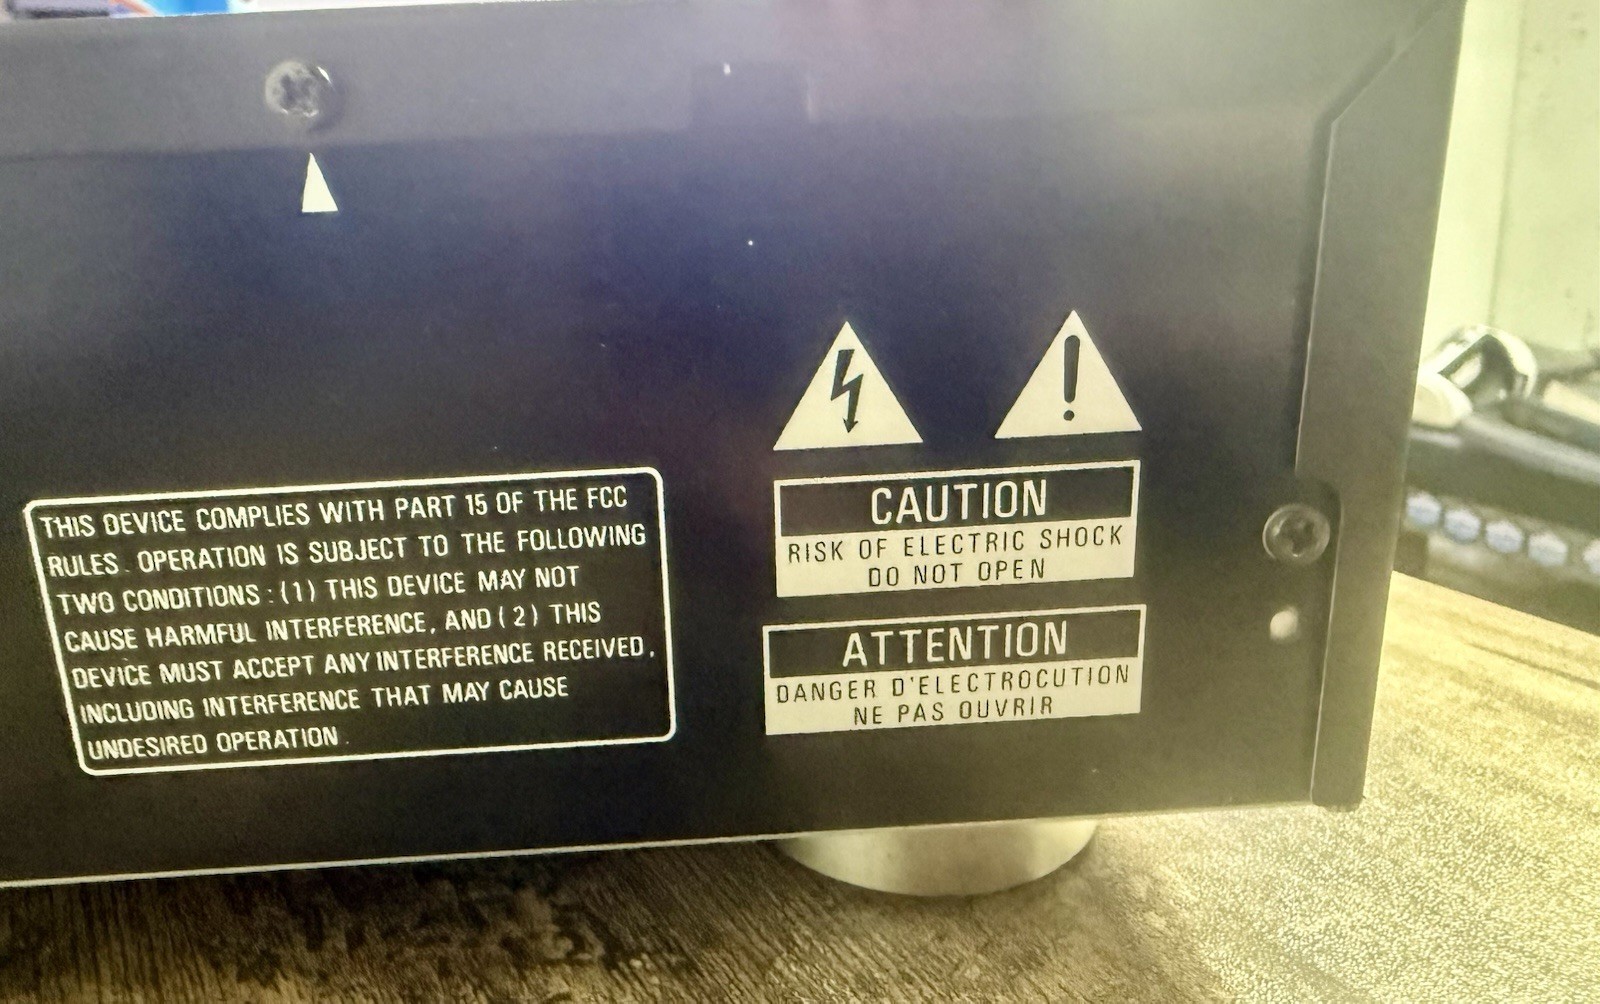 THIS DEVICE COMPLIES WITH PART 15 OF THE FCC
RULES. OPERATION IS SUBJECT TO THE FOLLOWING
TWO CONDITIONS : (1) THIS DEVICE MAY NOT
CAUSE HARMFUL INTERFERENCE, AND (2) THIS
DEVICE MUST ACCEPT ANY INTERFERENCE RECEIVED,
INCLUDING INTERFERENCE THAT MAY CAUSE
UNDESIRED OPERATION.
CAUTION
RISK OF ELECTRIC SHOCK
DO NOT OPEN
ATTENTION
DANGER D'ELECTROCUTION
NE PAS OUVRIR